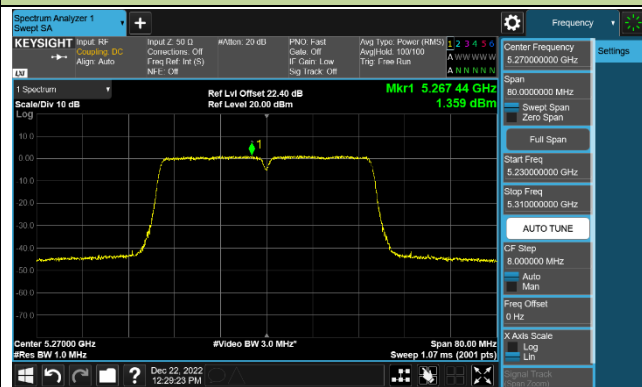 Spectrum Analyzer 1
Swept SA
+
Frequency
KEYSIGHT
Input: RF
Coupling: DC
Align: Auto
Input Z: 50 Ω
Corrections: Off
Freq Ref: Int (S)
NFE: Off
#Atten: 20 dB
PNO: Fast
Gate: Off
IF Gain: Low
Sig Track: Off
Avg Type: Power (RMS)
Avg|Hold: 100/100
Trig: Free Run
1 2 3 4 5 6
A W W W W W
A N N N N N
LXI
1 Spectrum
Scale/Div 10 dB
Ref Lvl Offset 22.40 dB
Ref Level 20.00 dBm
Mkr1 5.267 44 GHz
1.359 dBm
Log
10.0
0.00
-10.0
-20.0
-30.0
-40.0
-50.0
-60.0
-70.0
1
Center 5.27000 GHz
#Res BW 1.0 MHz
#Video BW 3.0 MHz*
Span 80.00 MHz
Sweep 1.07 ms (2001 pts)
Center Frequency
5.270000000 GHz
Settings
Span
80.0000000 MHz
Swept Span
Zero Span
Full Span
Start Freq
5.230000000 GHz
Stop Freq
5.310000000 GHz
AUTO TUNE
CF Step
8.000000 MHz
Auto
Man
Freq Offset
0 Hz
X Axis Scale
Log
Lin
Signal Track
(Span Zoom)
?
Dec 22, 2022
12:29:23 PM